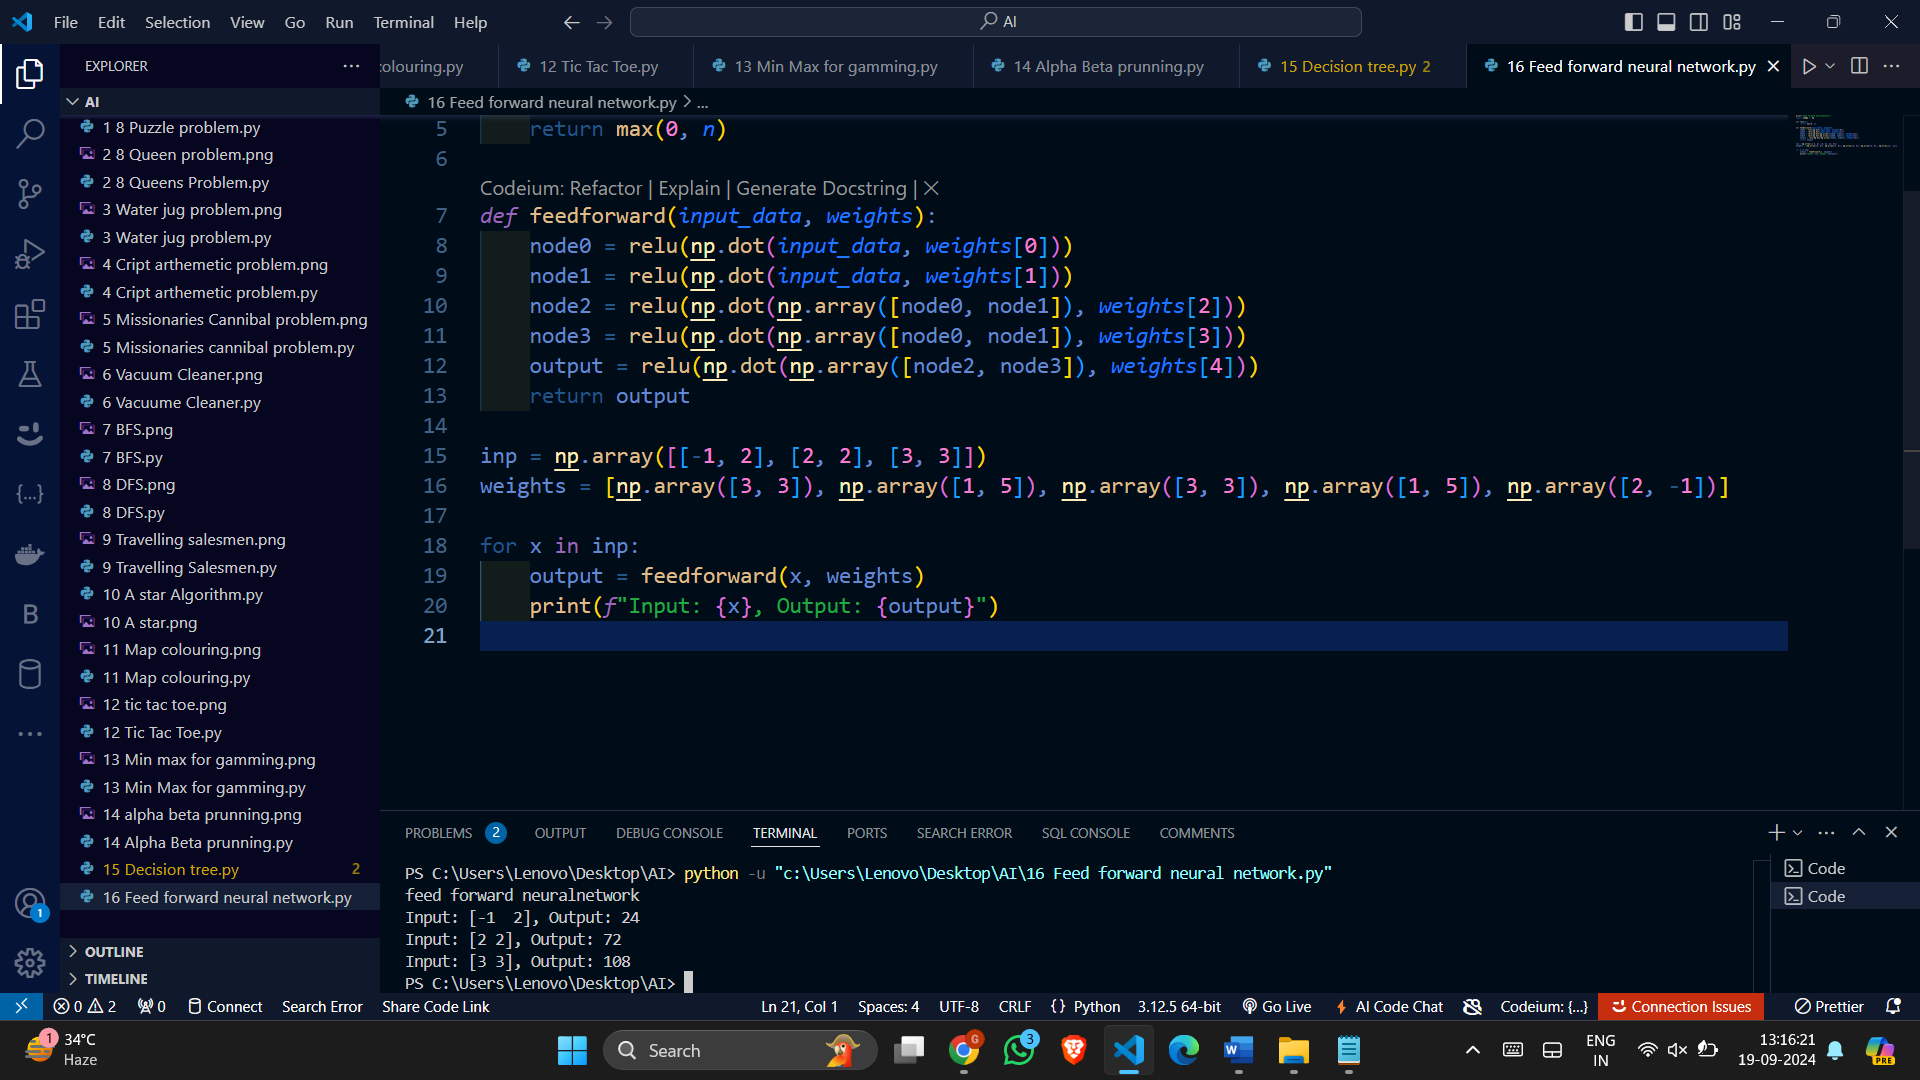 File Edit Selection View Go Run Terminal Help
AI
EXPLORER
colouring.py
12 Tic Tac Toe.py
13 Min Max for gamming.py
14 Alpha Beta prunning.py
15 Decision tree.py 2
16 Feed forward neural network.py
AI
16 Feed forward neural network.py > ...
1 8 Puzzle problem.py
2 8 Queen problem.png
2 8 Queens Problem.py
3 Water jug problem.png
3 Water jug problem.py
4 Cript arthemetic problem.png
4 Cript arthemetic problem.py
5 Missionaries Cannibal problem.png
5 Missionaries cannibal problem.py
6 Vacuum Cleaner.png
6 Vacuume Cleaner.py
7 BFS.png
7 BFS.py
8 DFS.png
8 DFS.py
9 Travelling salesmen.png
9 Travelling Salesmen.py
10 A star Algorithm.py
10 A star.png
11 Map colouring.png
11 Map colouring.py
12 tic tac toe.png
12 Tic Tac Toe.py
13 Min max for gamming.png
13 Min Max for gamming.py
14 alpha beta prunning.png
14 Alpha Beta prunning.py
15 Decision tree.py 2
16 Feed forward neural network.py
OUTLINE
TIMELINE
5 return max(0, n)
6
Codeium: Refactor | Explain | Generate Docstring | X
7 def feedforward(input_data, weights):
8 node0 = relu(np.dot(input_data, weights[0]))
9 node1 = relu(np.dot(input_data, weights[1]))
10 node2 = relu(np.dot(np.array([node0, node1]), weights[2]))
11 node3 = relu(np.dot(np.array([node0, node1]), weights[3]))
12 output = relu(np.dot(np.array([node2, node3]), weights[4]))
13 return output
14
15 inp = np.array([[-1, 2], [2, 2], [3, 3]])
16 weights = [np.array([3, 3]), np.array([1, 5]), np.array([3, 3]), np.array([1, 5]), np.array([2, -1])]
17
18 for x in inp:
19 output = feedforward(x, weights)
20 print(f"Input: {x}, Output: {output}")
21
PROBLEMS 2 OUTPUT DEBUG CONSOLE TERMINAL PORTS SEARCH ERROR SQL CONSOLE COMMENTS
PS C:\Users\Lenovo\Desktop\AI> python -u "c:\Users\Lenovo\Desktop\AI\16 Feed forward neural network.py"
feed forward neuralnetwork
Input: [-1  2], Output: 24
Input: [2 2], Output: 72
Input: [3 3], Output: 108
PS C:\Users\Lenovo\Desktop\AI>
Code
Code
B
1
0 2 0 Connect Search Error Share Code Link Ln 21, Col 1 Spaces: 4 UTF-8 CRLF {} Python 3.12.5 64-bit Go Live AI Code Chat Codeium: {...} Connection Issues Prettier
1
34°C
Haze
Search
G
3
W
ENG
IN
13:16:21
19-09-2024
PRE